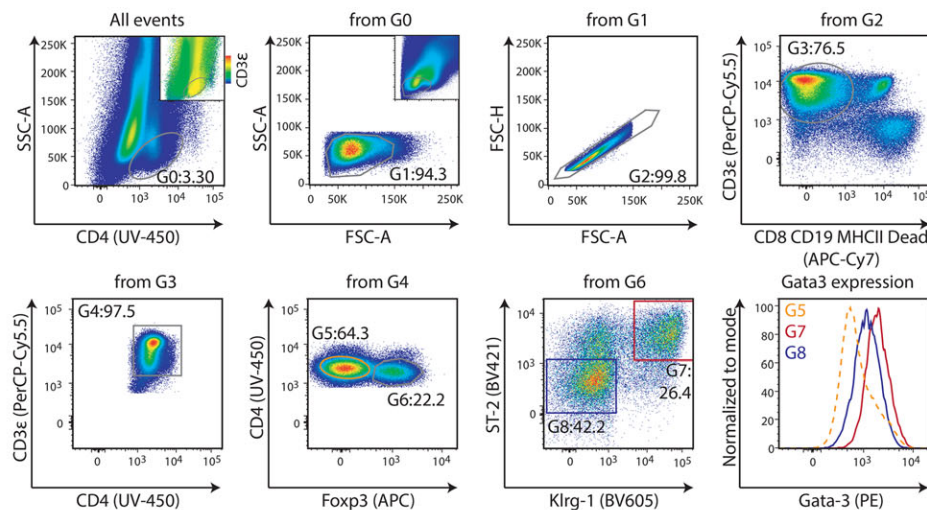 All events
SSC-A
250K
200K
150K
100K
50K
0
CD3ε
G0:3.30
0 10³ 10⁴ 10⁵
CD4 (UV-450)
from G0
SSC-A
250K
200K
150K
100K
50K
0
G1:94.3
50K 150K 250K
FSC-A
from G1
FSC-H
250K
200K
150K
100K
50K
0
G2:99.8
50K 150K 250K
FSC-A
from G2
CD3ε (PerCP-Cy5.5)
10⁵
10⁴
10³
0
G3:76.5
0 10³ 10⁴ 10⁵
CD8 CD19 MHCII Dead
(APC-Cy7)
from G3
CD3ε (PerCP-Cy5.5)
10⁵
10⁴
10³
0
G4:97.5
0 10³ 10⁴ 10⁵
CD4 (UV-450)
from G4
CD4 (UV-450)
10⁵
10⁴
10³
0
G5:64.3
G6:22.2
0 10³ 10⁴ 10⁵
Foxp3 (APC)
from G6
ST-2 (BV421)
10⁵
10⁴
10³
0
G7:
26.4
G8:42.2
0 10³ 10⁴ 10⁵
Klrg-1 (BV605)
Gata3 expression
Normalized to mode
100
80
60
40
20
0
G5
G7
G8
0 10³ 10⁴
Gata-3 (PE)